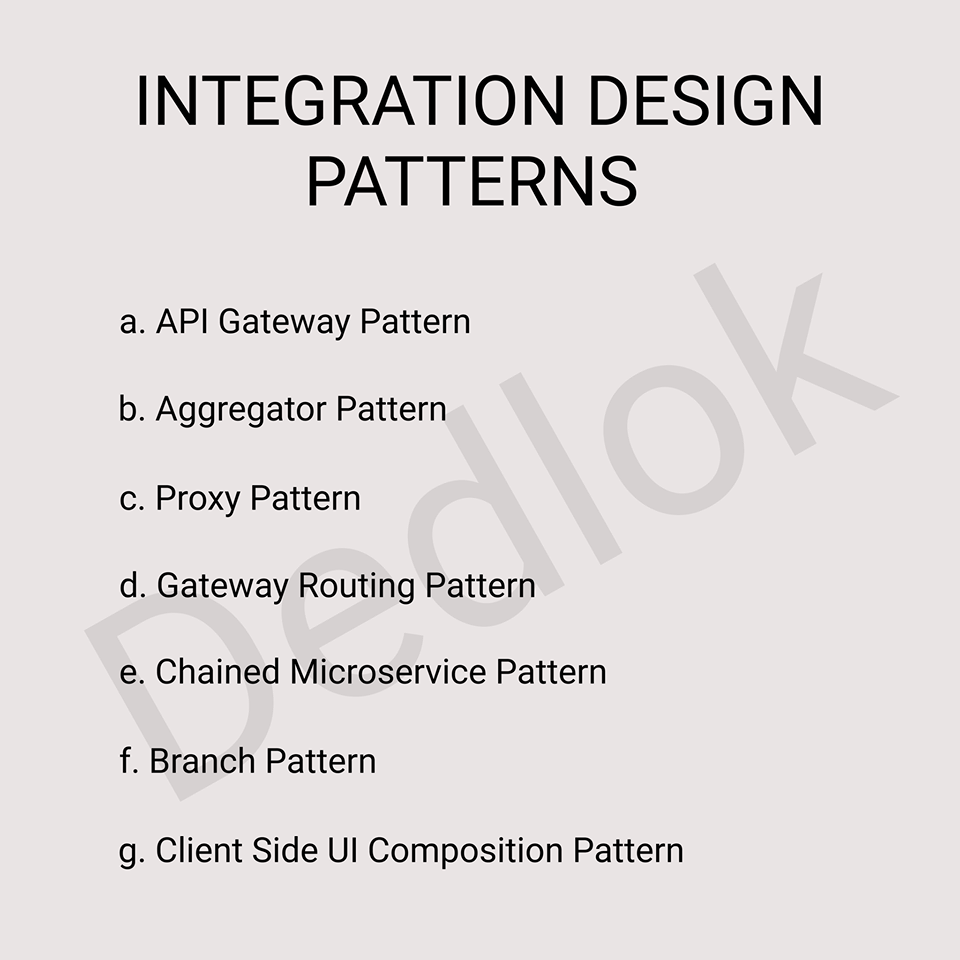 INTEGRATION DESIGN
PATTERNS
a. API Gateway Pattern
b. Aggregator Pattern
c. Proxy Pattern
d. Gateway Routing Pattern
e. Chained Microservice Pattern
f. Branch Pattern
g. Client Side UI Composition Pattern
Dedlok